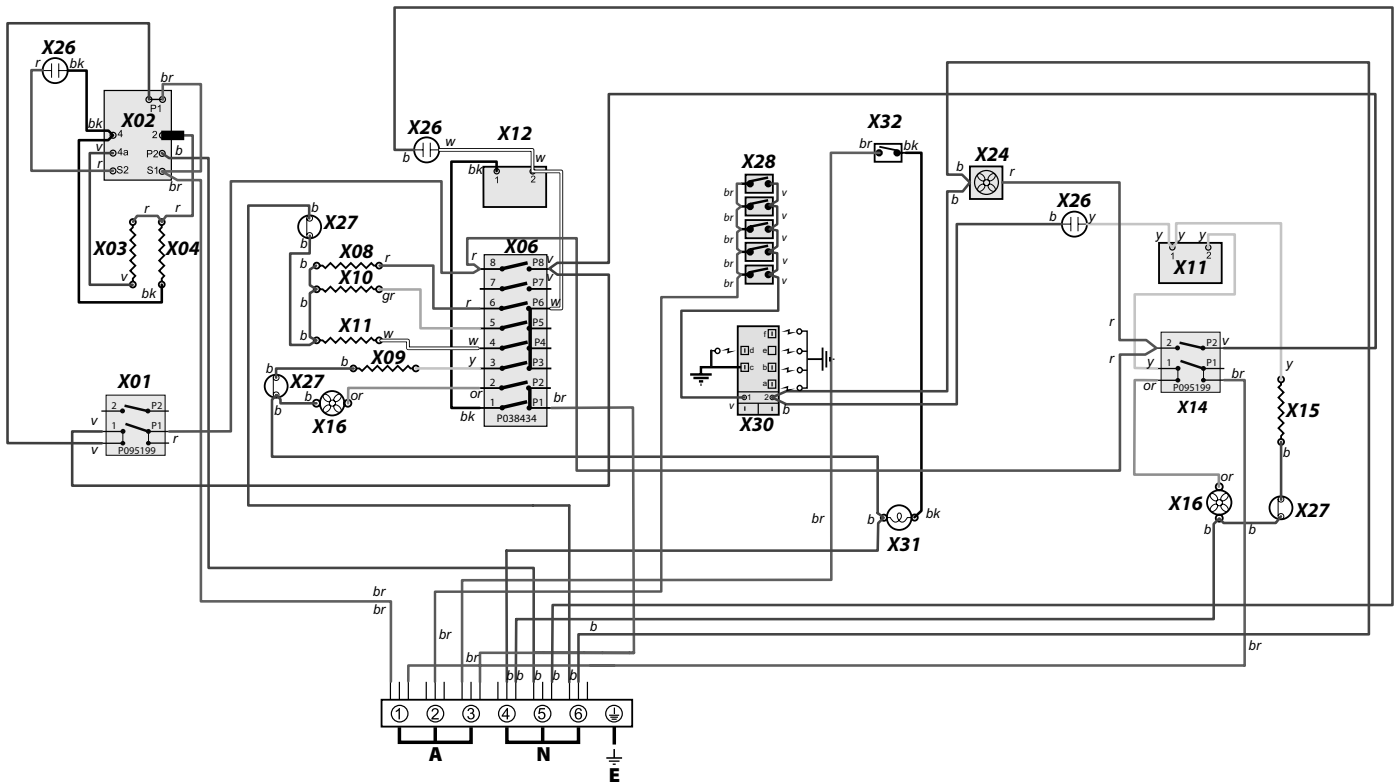 X26
r
bk
br
P1
X02
bk
4
2
v
4a
P2
b
r
S2
S1
br
r
r
X03
X04
v
bk
X01
2
P2
v
1
P1
v
r
P095199
b
X27
b
b
X08
r
b
X10
gr
b
X11
w
b
X09
b
X27
b
b
or
X16
X26
b
w
X12
w
bk
1
2
X06
r
8
P8
v
v
7
P7
r
6
P6
w
5
P5
w
4
P4
y
3
P3
2
P2
or
1
P1
br
bk
P038434
X28
br
v
br
v
br
v
br
v
br
v
X32
br
bk
f
d
e
c
b
a
1
2
v
b
X30
br
b
bk
X31
X24
b
r
b
X26
b
y
y
y
y
1
2
X11
r
2
P2
v
r
y
1
P1
or
P095199
br
X14
y
X15
b
or
X16
X27
b
b
br
br
br
br
b
br
b
b
b
b
b
1
2
3
4
5
6
A
N
E